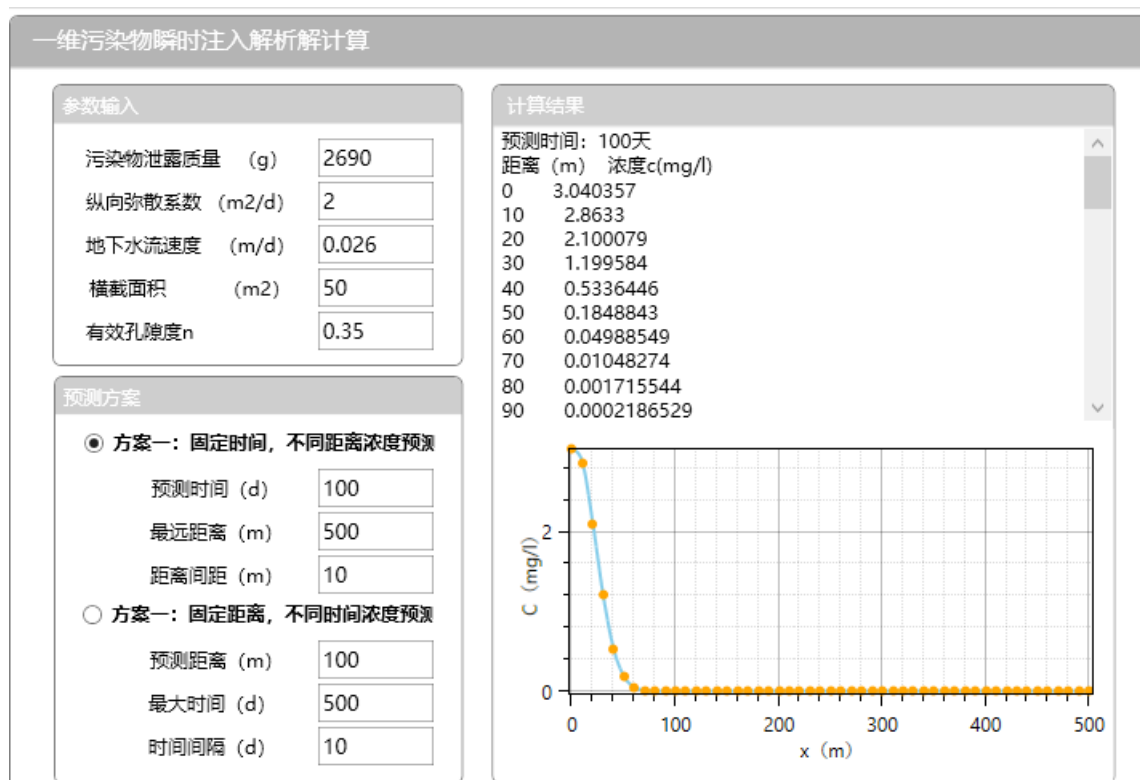 一维污染物瞬时注入解析解计算
参数输入
污染物泄露质量 (g) 2690
纵向弥散系数 (m2/d) 2
地下水流速度 (m/d) 0.026
横截面积 (m2) 50
有效孔隙度n 0.35
预测方案
方案一：固定时间，不同距离浓度预测
预测时间（d） 100
最远距离（m） 500
距离间距（m） 10
方案一：固定距离，不同时间浓度预测
预测距离（m） 100
最大时间（d） 500
时间间隔（d） 10
计算结果
预测时间：100天
距离（m） 浓度c(mg/l)
0 3.040357
10 2.8633
20 2.100079
30 1.199584
40 0.5336446
50 0.1848843
60 0.04988549
70 0.01048274
80 0.001715544
90 0.0002186529
C（mg/l）
2
0
0 100 200 300 400 500
x（m）